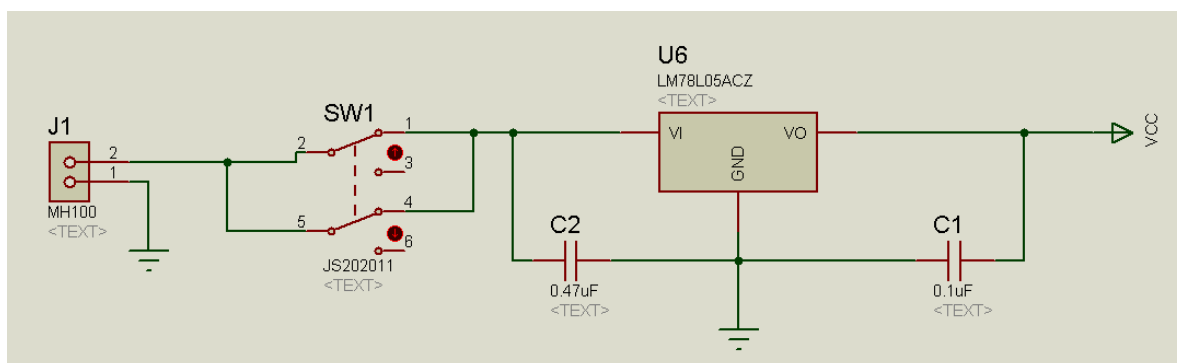 J1
2
1
MH100
<TEXT>
SW1
2
1
3
5
4
6
JS202011
<TEXT>
U6
LM78L05ACZ
<TEXT>
VI
VO
GND
C2
0.47uF
<TEXT>
C1
0.1uF
<TEXT>
VCC